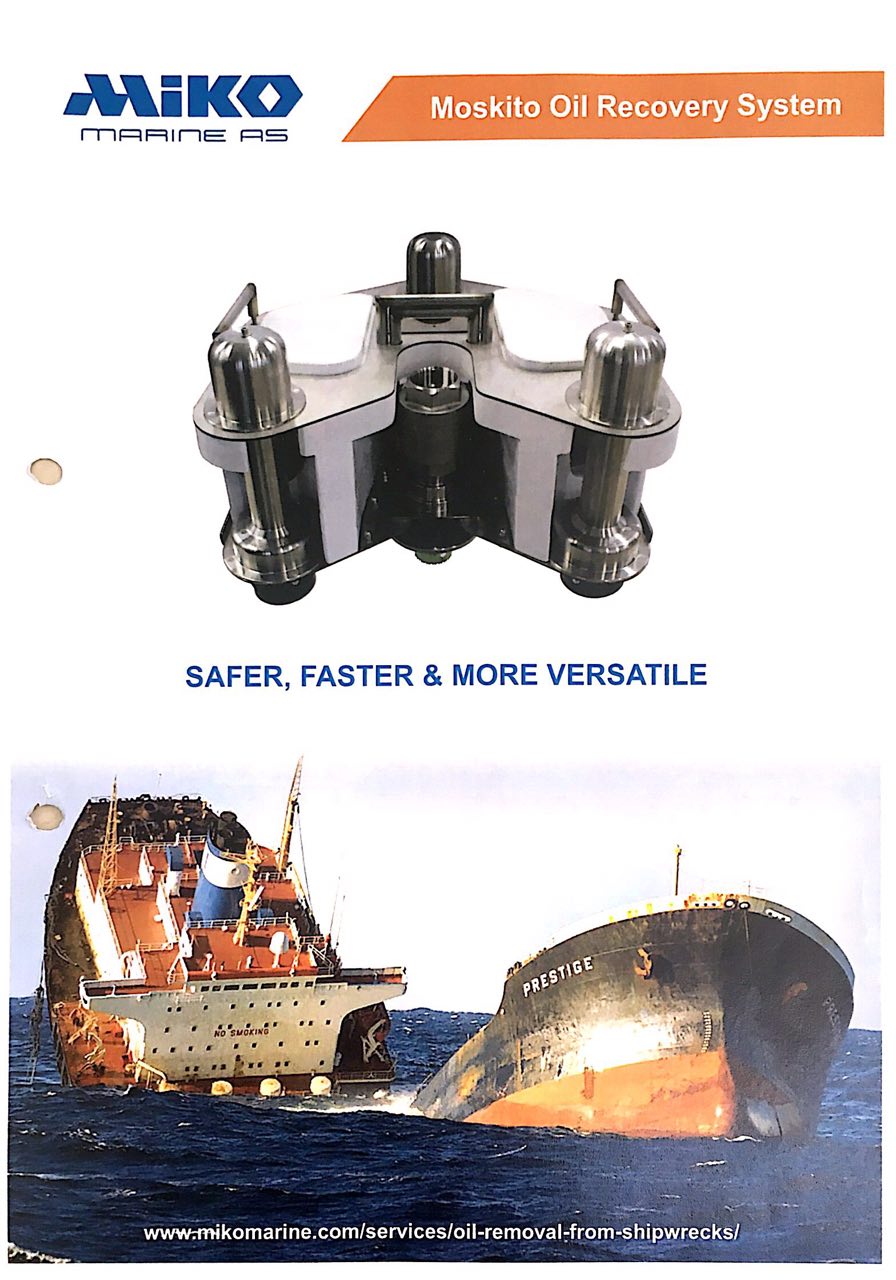 MiKO
MARINE AS
Moskito Oil Recovery System
SAFER, FASTER & MORE VERSATILE
PRESTIGE
NO SMOKING
www.mikomarine.com/services/oil-removal-from-shipwrecks/